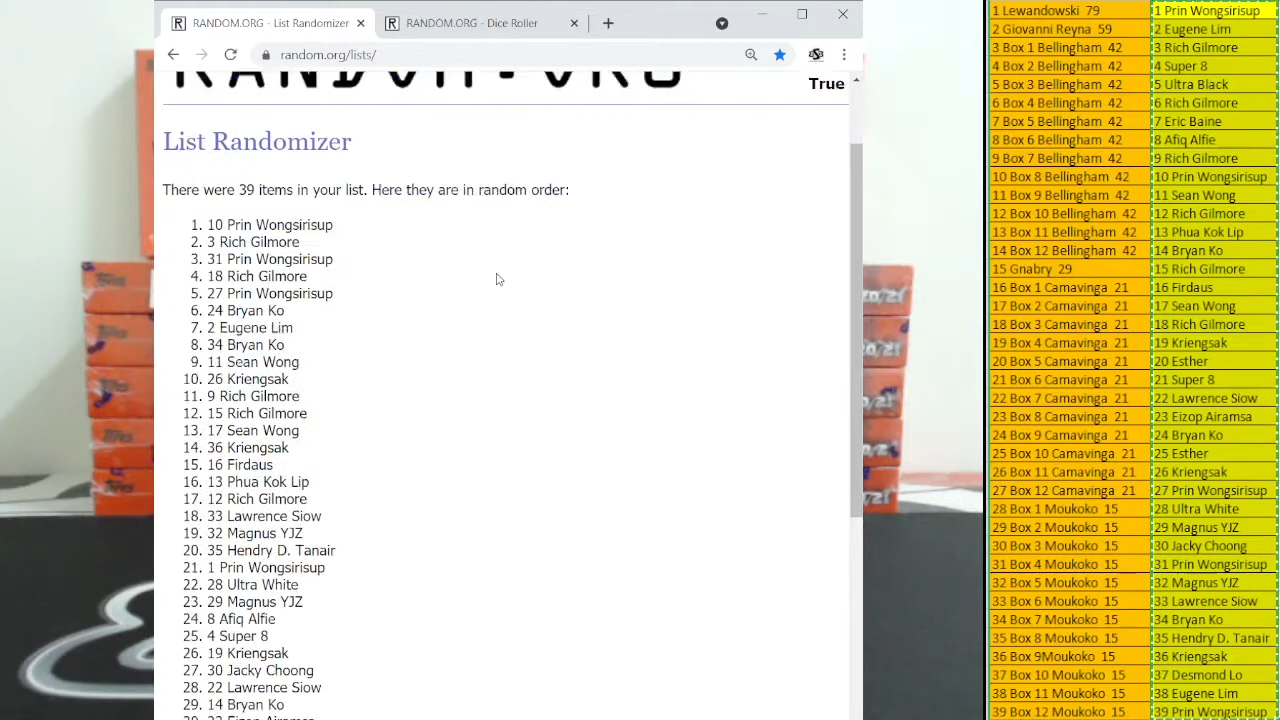 RANDOM.ORG - List Randomizer
RANDOM.ORG - Dice Roller
random.org/lists/
RANDOM.ORG
True
List Randomizer
There were 39 items in your list. Here they are in random order:
1. 10 Prin Wongsirisup
2. 3 Rich Gilmore
3. 31 Prin Wongsirisup
4. 18 Rich Gilmore
5. 27 Prin Wongsirisup
6. 24 Bryan Ko
7. 2 Eugene Lim
8. 34 Bryan Ko
9. 11 Sean Wong
10. 26 Kriengsak
11. 9 Rich Gilmore
12. 15 Rich Gilmore
13. 17 Sean Wong
14. 36 Kriengsak
15. 16 Firdaus
16. 13 Phua Kok Lip
17. 12 Rich Gilmore
18. 33 Lawrence Siow
19. 32 Magnus YJZ
20. 35 Hendry D. Tanair
21. 1 Prin Wongsirisup
22. 28 Ultra White
23. 29 Magnus YJZ
24. 8 Afiq Alfie
25. 4 Super 8
26. 19 Kriengsak
27. 30 Jacky Choong
28. 22 Lawrence Siow
29. 14 Bryan Ko
1 Lewandowski 79 1 Prin Wongsirisup
2 Giovanni Reyna 59 2 Eugene Lim
3 Box 1 Bellingham 42 3 Rich Gilmore
4 Box 2 Bellingham 42 4 Super 8
5 Box 3 Bellingham 42 5 Ultra Black
6 Box 4 Bellingham 42 6 Rich Gilmore
7 Box 5 Bellingham 42 7 Eric Baine
8 Box 6 Bellingham 42 8 Afiq Alfie
9 Box 7 Bellingham 42 9 Rich Gilmore
10 Box 8 Bellingham 42 10 Prin Wongsirisup
11 Box 9 Bellingham 42 11 Sean Wong
12 Box 10 Bellingham 42 12 Rich Gilmore
13 Box 11 Bellingham 42 13 Phua Kok Lip
14 Box 12 Bellingham 42 14 Bryan Ko
15 Gnabry 29 15 Rich Gilmore
16 Box 1 Camavinga 21 16 Firdaus
17 Box 2 Camavinga 21 17 Sean Wong
18 Box 3 Camavinga 21 18 Rich Gilmore
19 Box 4 Camavinga 21 19 Kriengsak
20 Box 5 Camavinga 21 20 Esther
21 Box 6 Camavinga 21 21 Super 8
22 Box 7 Camavinga 21 22 Lawrence Siow
23 Box 8 Camavinga 21 23 Eizop Airamsa
24 Box 9 Camavinga 21 24 Bryan Ko
25 Box 10 Camavinga 21 25 Esther
26 Box 11 Camavinga 21 26 Kriengsak
27 Box 12 Camavinga 21 27 Prin Wongsirisup
28 Box 1 Moukoko 15 28 Ultra White
29 Box 2 Moukoko 15 29 Magnus YJZ
30 Box 3 Moukoko 15 30 Jacky Choong
31 Box 4 Moukoko 15 31 Prin Wongsirisup
32 Box 5 Moukoko 15 32 Magnus YJZ
33 Box 6 Moukoko 15 33 Lawrence Siow
34 Box 7 Moukoko 15 34 Bryan Ko
35 Box 8 Moukoko 15 35 Hendry D. Tanair
36 Box 9Moukoko 15 36 Kriengsak
37 Box 10 Moukoko 15 37 Desmond Lo
38 Box 11 Moukoko 15 38 Eugene Lim
39 Box 12 Moukoko 15 39 Prin Wongsirisup